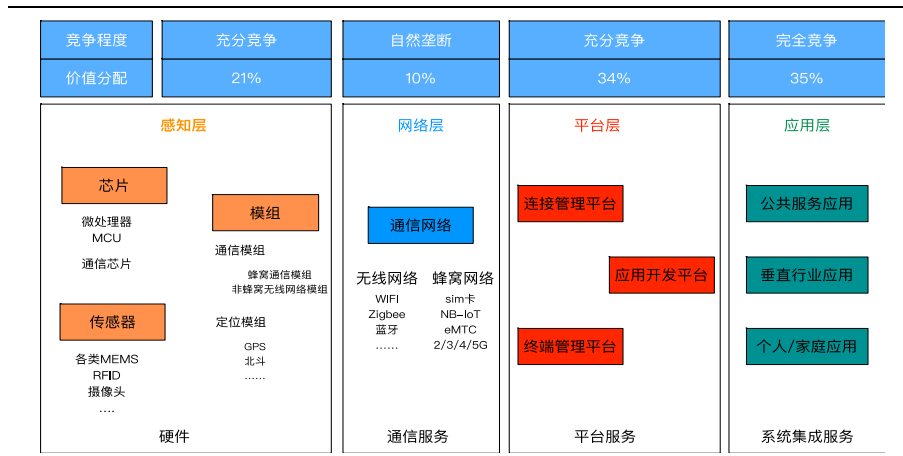 竞争程度
充分竞争
自然垄断
充分竞争
完全竞争
价值分配
21%
10%
34%
35%
感知层
芯片
微处理器
MCU
通信芯片
传感器
各类MEMS
RFID
摄像头
....
模组
通信模组
蜂窝通信模组
非蜂窝无线网络模组
定位模组
GPS
北斗
......
硬件
网络层
通信网络
无线网络
WIFI
Zigbee
蓝牙
......
蜂窝网络
sim卡
NB-IoT
eMTC
2/3/4/5G
通信服务
平台层
连接管理平台
应用开发平台
终端管理平台
平台服务
应用层
公共服务应用
垂直行业应用
个人/家庭应用
系统集成服务